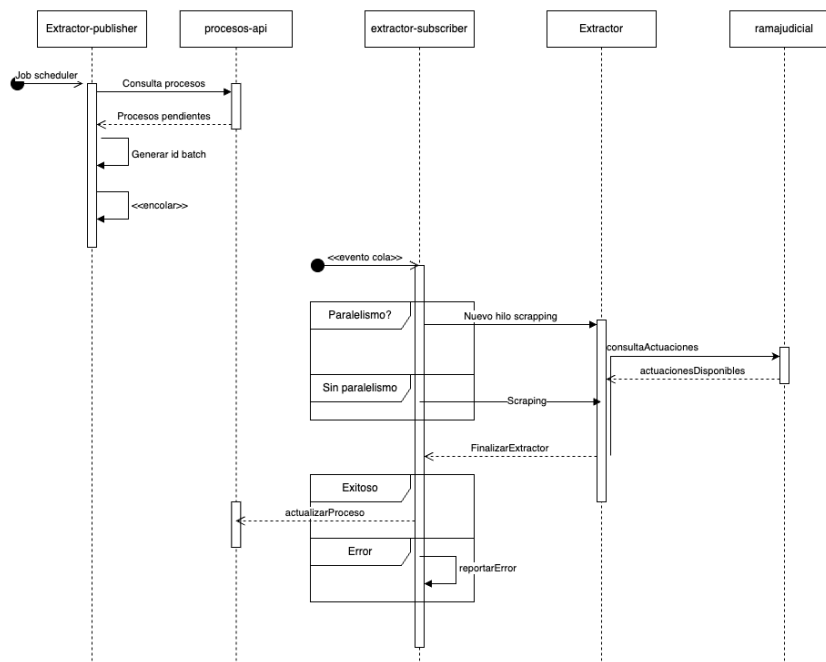 Extractor-publisher
procesos-api
extractor-subscriber
Extractor
ramajudicial
Job scheduler
Consulta procesos
Procesos pendientes
Generar id batch
<<encolar>>
<<evento cola>>
Paralelismo?
Nuevo hilo scrapping
consultaActuaciones
actuacionesDisponibles
Sin paralelismo
Scraping
FinalizarExtractor
Exitoso
actualizarProceso
Error
reportarError